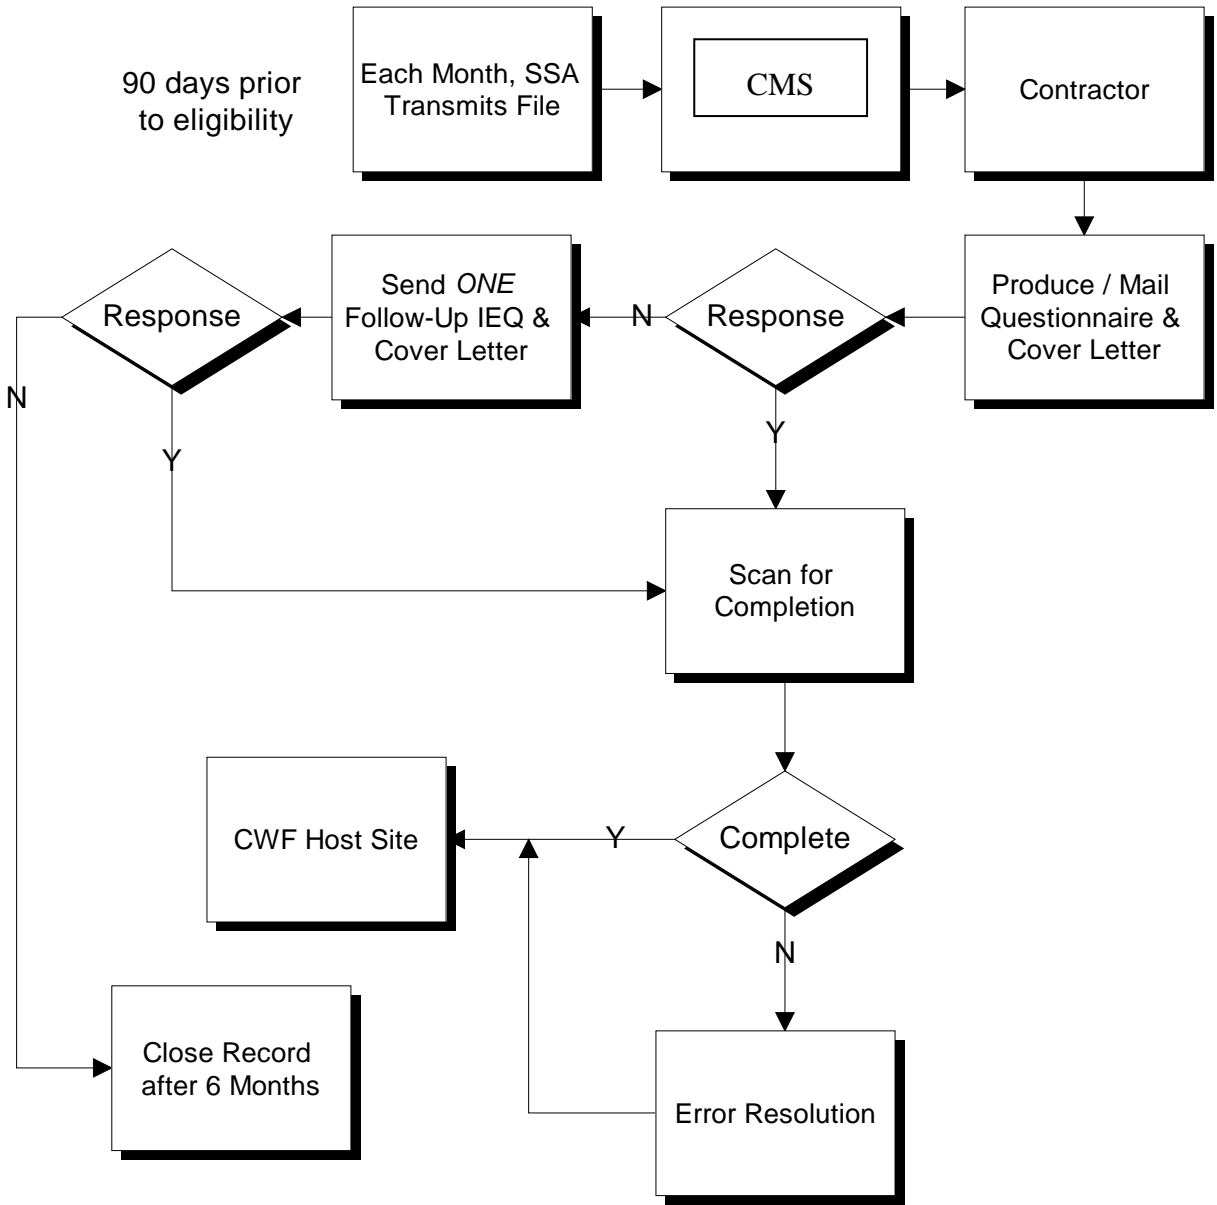 90 days prior
to eligibility
Each Month, SSA
Transmits File
CMS
Contractor
Response
Send ONE
Follow-Up IEQ &
Cover Letter
N
Response
Produce / Mail
Questionnaire &
Cover Letter
N
Y
Y
Scan for
Completion
CWF Host Site
Y
Complete
N
Close Record
after 6 Months
Error Resolution